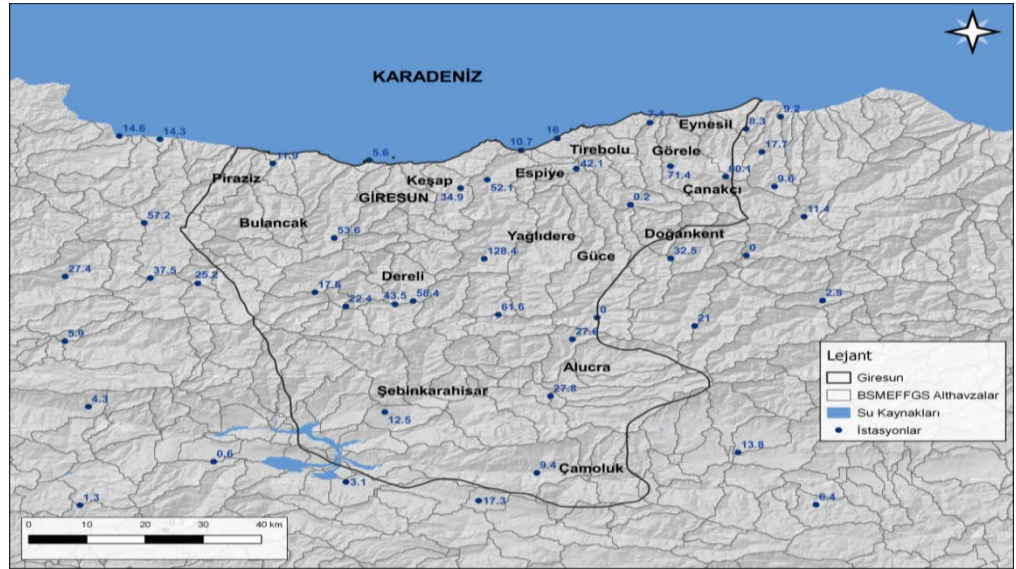 KARADENİZ
14.6
14.3
11.9
5.6
10.7
16
7.1
Eynesil
8.3
9.2
17.7
Piraziz
Keşap
34.9
52.1
Espiye
Tirebolu
42.1
Görele
71.4
60.1
Çanakçı
9.6
GİRESUN
57.2
Bulancak
53.6
0.2
11.4
Yağlıdere
128.4
Güce
Doğankent
32.5
0
27.4
37.5
25.2
Dereli
17.6
22.4
43.5
58.4
61.6
0
21
2.5
5.9
27.6
Alucra
27.8
4.3
Şebinkarahisar
12.5
0,6
3.1
9.4
Çamoluk
17.3
13.8
6.4
1.3
Lejant
Giresun
BSMEFFGS Althavzalar
Su Kaynakları
İstasyonlar
0 10 20 30 40 km